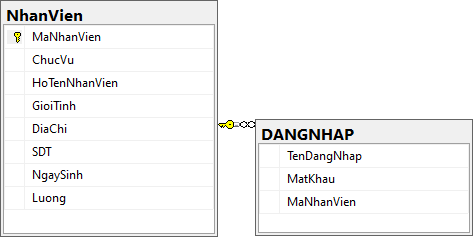 NhanVien
MaNhanVien
ChucVu
HoTenNhanVien
GioiTinh
DiaChi
SDT
NgaySinh
Luong
DANGNHAP
TenDangNhap
MatKhau
MaNhanVien